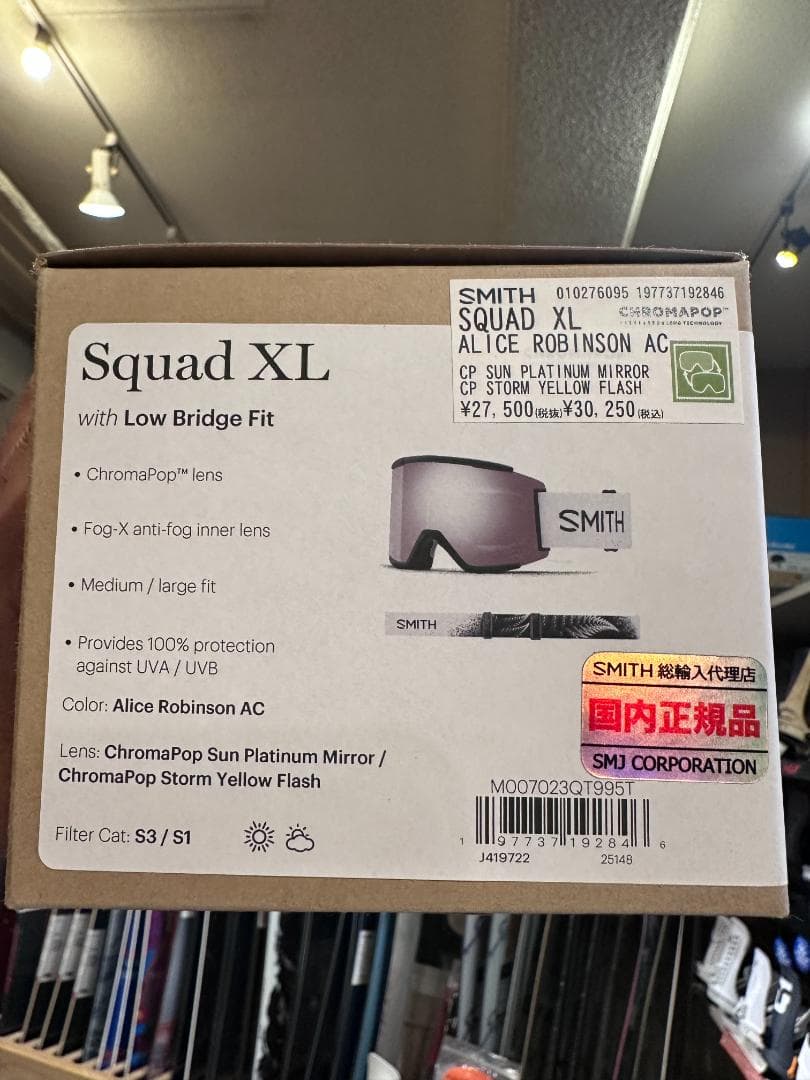 SMITH 010276095 197737192846
SQUAD XL CHROMAPOP™
ALICE ROBINSON AC
CP SUN PLATINUM MIRROR
CP STORM YELLOW FLASH
¥27,500(税抜)¥30,250(税込)
Squad XL
with Low Bridge Fit
• ChromaPop™ lens
• Fog-X anti-fog inner lens
• Medium / large fit
• Provides 100% protection
against UVA / UVB
Color: Alice Robinson AC
Lens: ChromaPop Sun Platinum Mirror /
ChromaPop Storm Yellow Flash
Filter Cat: S3 / S1
SMITH
SMITH
SMITH 総輸入代理店
国内正規品
SMJ CORPORATION
M007023QT995T
1 97737 19284 6
J419722 25148